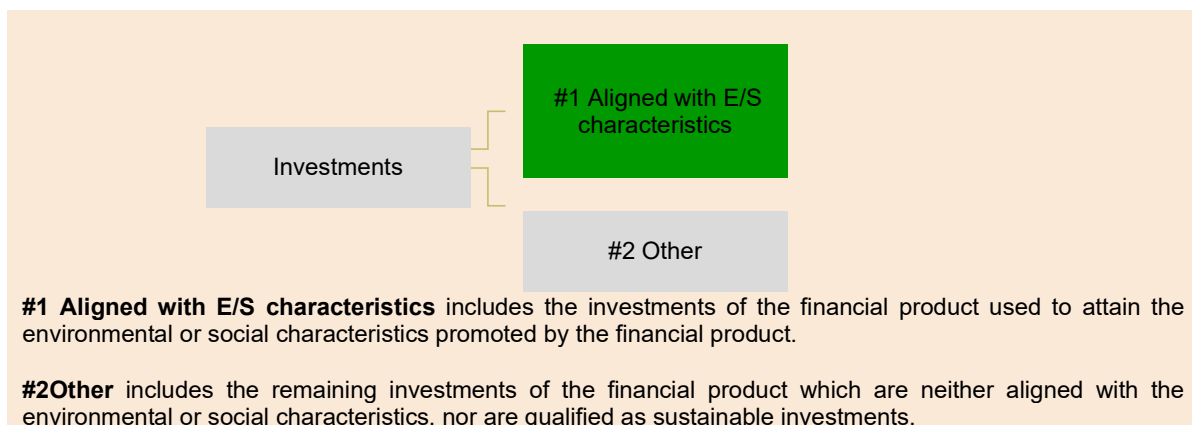 #1 Aligned with E/S
characteristics
Investments
#2 Other
#1 Aligned with E/S characteristics includes the investments of the financial product used to attain the
environmental or social characteristics promoted by the financial product.
#2Other includes the remaining investments of the financial product which are neither aligned with the
environmental or social characteristics, nor are qualified as sustainable investments.